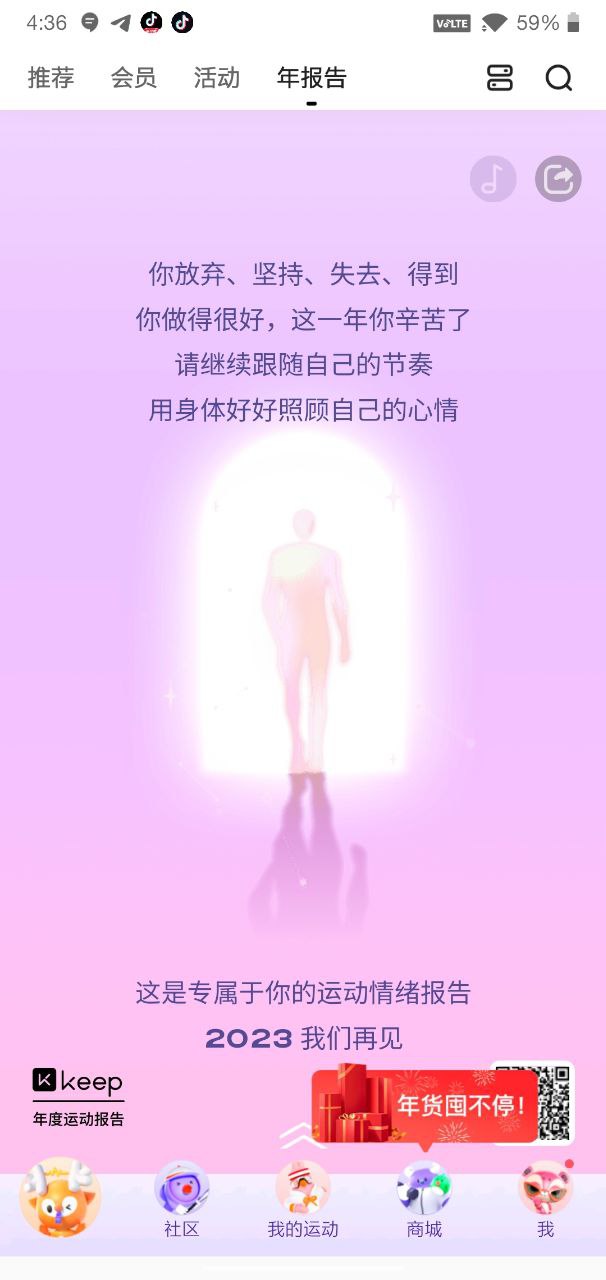 4:36
VoLTE
59%
推荐 会员 活动 年报告
你放弃、坚持、失去、得到
你做得很好，这一年你辛苦了
请继续跟随自己的节奏
用身体好好照顾自己的心情
这是专属于你的运动情绪报告
2023 我们再见
keep
年度运动报告
年货囤不停!
社区 我的运动 商城 我